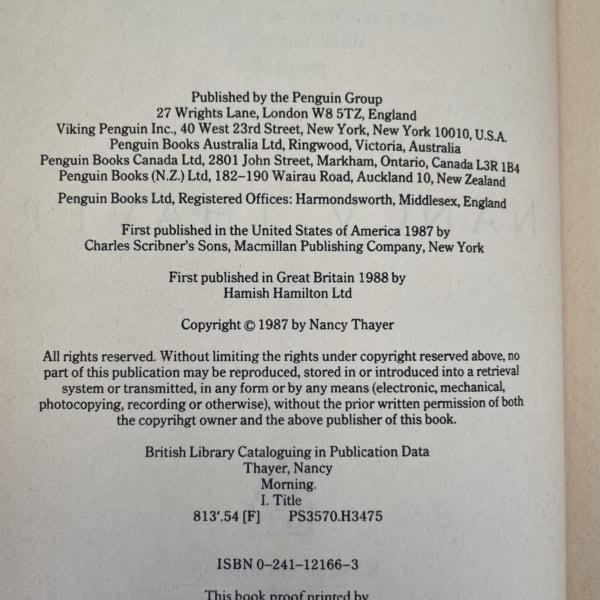 Published by the Penguin Group
27 Wrights Lane, London W8 5TZ, England
Viking Penguin Inc., 40 West 23rd Street, New York, New York 10010, U.S.A.
Penguin Books Australia Ltd, Ringwood, Victoria, Australia
Penguin Books Canada Ltd, 2801 John Street, Markham, Ontario, Canada L3R 1B4
Penguin Books (N.Z.) Ltd, 182–190 Wairau Road, Auckland 10, New Zealand
Penguin Books Ltd, Registered Offices: Harmondsworth, Middlesex, England
First published in the United States of America 1987 by
Charles Scribner's Sons, Macmillan Publishing Company, New York
First published in Great Britain 1988 by
Hamish Hamilton Ltd
Copyright © 1987 by Nancy Thayer
All rights reserved. Without limiting the rights under copyright reserved above, no
part of this publication may be reproduced, stored in or introduced into a retrieval
system or transmitted, in any form or by any means (electronic, mechanical,
photocopying, recording or otherwise), without the prior written permission of both
the copyrihgt owner and the above publisher of this book.
British Library Cataloguing in Publication Data
Thayer, Nancy
Morning.
I. Title
813'.54 [F] PS3570.H3475
ISBN 0–241–12166–3
This book proof printed by